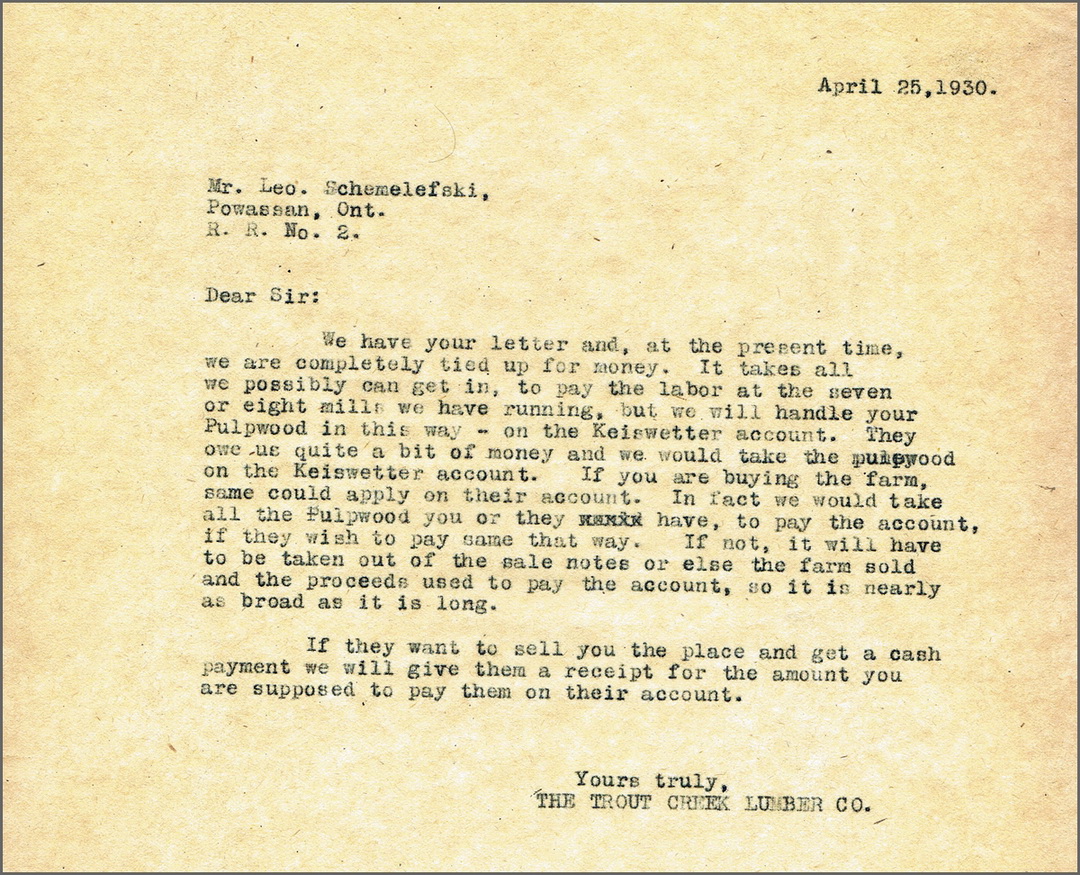 April 25,1930.
Mr. Leo. Schemelefski,
Powassan, Ont.
R. R. No. 2.
Dear Sir:
We have your letter and, at the present time,
we are completely tied up for money. It takes all
we possibly can get in, to pay the labor at the seven
or eight mills we have running, but we will handle your
Pulpwood in this way - on the Keiswetter account. They
owe us quite a bit of money and we would take the pulpwood
on the Keiswetter account. If you are buying the farm,
same could apply on their account. In fact we would take
all the Pulpwood you or they have, to pay the account,
if they wish to pay same that way. If not, it will have
to be taken out of the sale notes or else the farm sold
and the proceeds used to pay the account, so it is nearly
as broad as it is long.
If they want to sell you the place and get a cash
payment we will give them a receipt for the amount you
are supposed to pay them on their account.
Yours truly,
THE TROUT CREEK LUMBER CO.